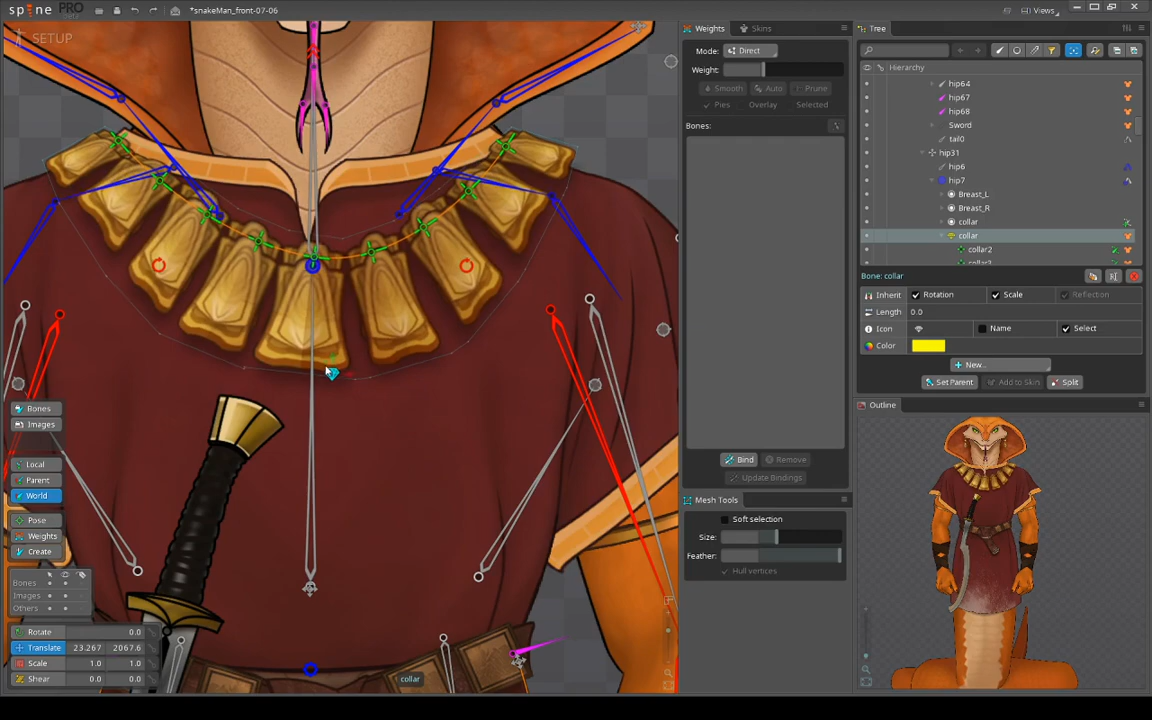 spine PRO
Beta
*snakeMan_front-07-06
Views
SETUP
Weights
Skins
Mode:
Direct
Weight:
Smooth
Auto
Prune
Pies
Overlay
Selected
Bones:
Bind
Remove
Update Bindings
Mesh Tools
Soft selection
Size:
Feather:
Hull vertices
Tree
Hierarchy
hip64
hip67
hip68
Sword
tail0
hip31
hip6
hip7
Breast_L
Breast_R
collar
collar
collar2
Bone: collar
Inherit
Rotation
Scale
Reflection
Length
0.0
Icon
Name
Select
Color
New...
Set Parent
Add to Skin
Split
Outline
Bones
Images
Local
Parent
World
Pose
Weights
Create
Bones
Images
Others
Rotate
0.0
Translate
23.267
2067.6
Scale
1.0
1.0
Shear
0.0
0.0
collar